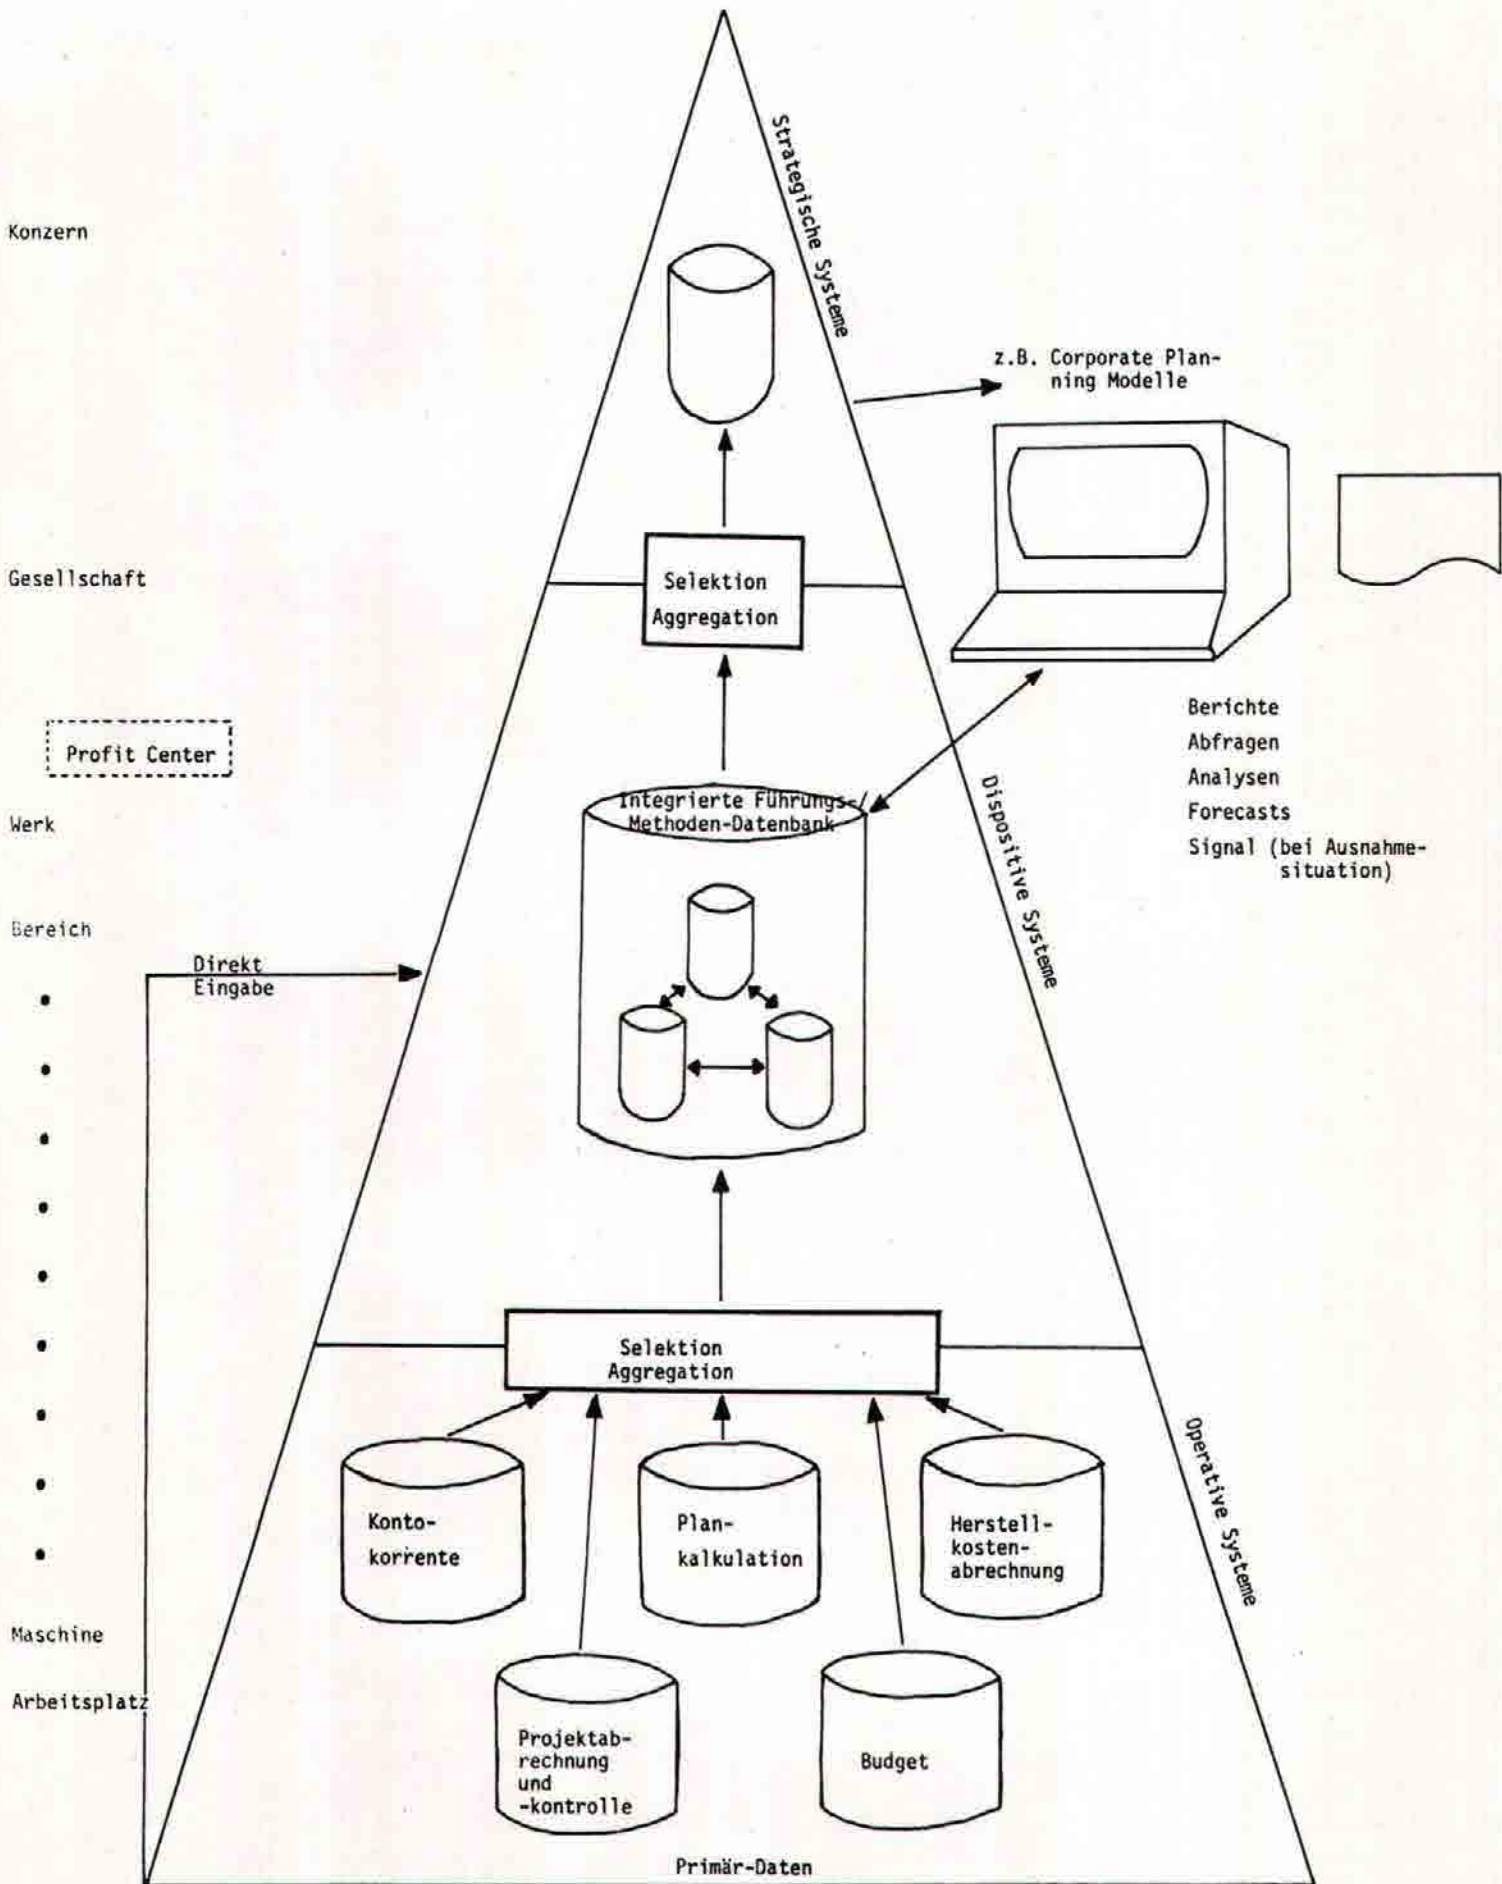 Strategische Systeme
Konzern
z.B. Corporate Plan-
ning Modelle
Gesellschaft
Selektion
Aggregation
Profit Center
Berichte
Abfragen
Analysen
Forecasts
Signal (bei Ausnahme-
situation)
Integrierte Führungs-/
Methoden-Datenbank
Werk
Dispositive Systeme
Bereich
Direkt
Eingabe
Selektion
Aggregation
Operative Systeme
Konto-
korrente
Plan-
kalkulation
Herstell-
kosten-
abrechnung
Maschine
Arbeitsplatz
Projektab-
rechnung
und
-kontrolle
Budget
Primär-Daten